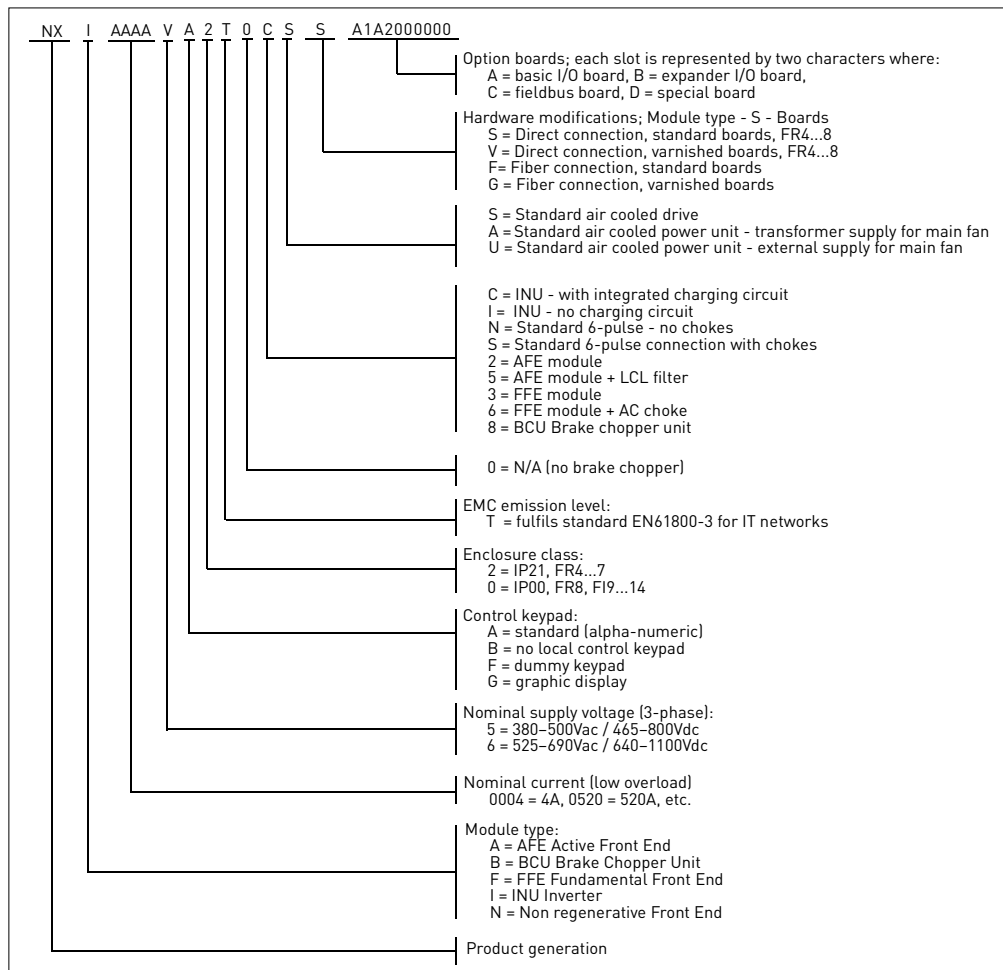 NX I AAAA V A 2 T 0 C S S A1A2000000
Option boards; each slot is represented by two characters where:
A = basic I/O board, B = expander I/O board,
C = fieldbus board, D = special board
Hardware modifications; Module type - S - Boards
S = Direct connection, standard boards, FR4...8
V = Direct connection, varnished boards, FR4...8
F= Fiber connection, standard boards
G = Fiber connection, varnished boards
S = Standard air cooled drive
A = Standard air cooled power unit - transformer supply for main fan
U = Standard air cooled power unit - external supply for main fan
C = INU - with integrated charging circuit
I = INU - no charging circuit
N = Standard 6-pulse - no chokes
S = Standard 6-pulse connection with chokes
2 = AFE module
5 = AFE module + LCL filter
3 = FFE module
6 = FFE module + AC choke
8 = BCU Brake chopper unit
0 = N/A (no brake chopper)
EMC emission level:
T = fulfils standard EN61800-3 for IT networks
Enclosure class:
2 = IP21, FR4...7
0 = IP00, FR8, FI9...14
Control keypad:
A = standard (alpha-numeric)
B = no local control keypad
F = dummy keypad
G = graphic display
Nominal supply voltage (3-phase):
5 = 380–500Vac / 465–800Vdc
6 = 525–690Vac / 640–1100Vdc
Nominal current (low overload)
0004 = 4A, 0520 = 520A, etc.
Module type:
A = AFE Active Front End
B = BCU Brake Chopper Unit
F = FFE Fundamental Front End
I = INU Inverter
N = Non regenerative Front End
Product generation